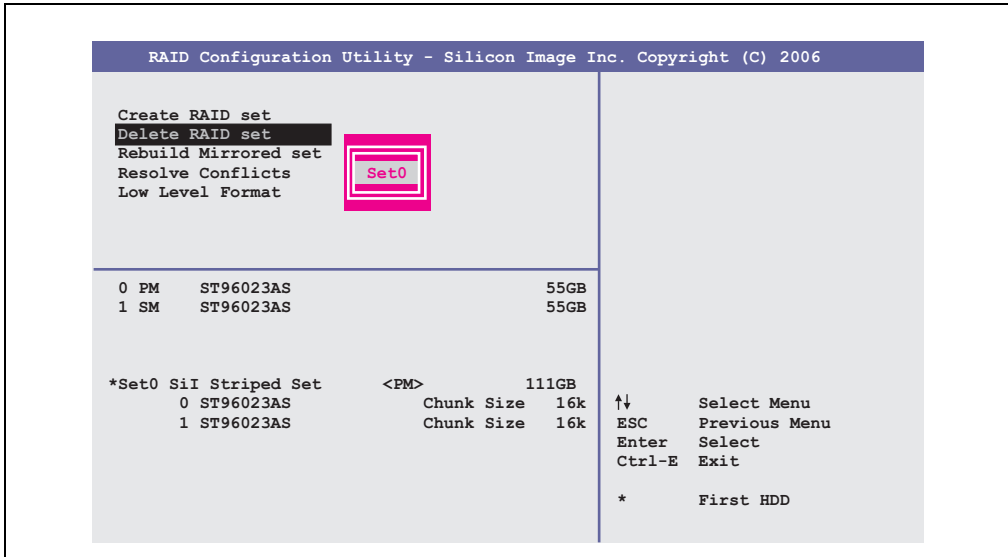 RAID Configuration Utility - Silicon Image Inc. Copyright (C) 2006
Create RAID set
Delete RAID set
Rebuild Mirrored set
Resolve Conflicts
Low Level Format
Set0
0 PM ST96023AS 55GB
1 SM ST96023AS 55GB
*Set0 SiI Striped Set <PM> 111GB
0 ST96023AS Chunk Size 16k
1 ST96023AS Chunk Size 16k
↑↓ Select Menu
ESC Previous Menu
Enter Select
Ctrl-E Exit
* First HDD